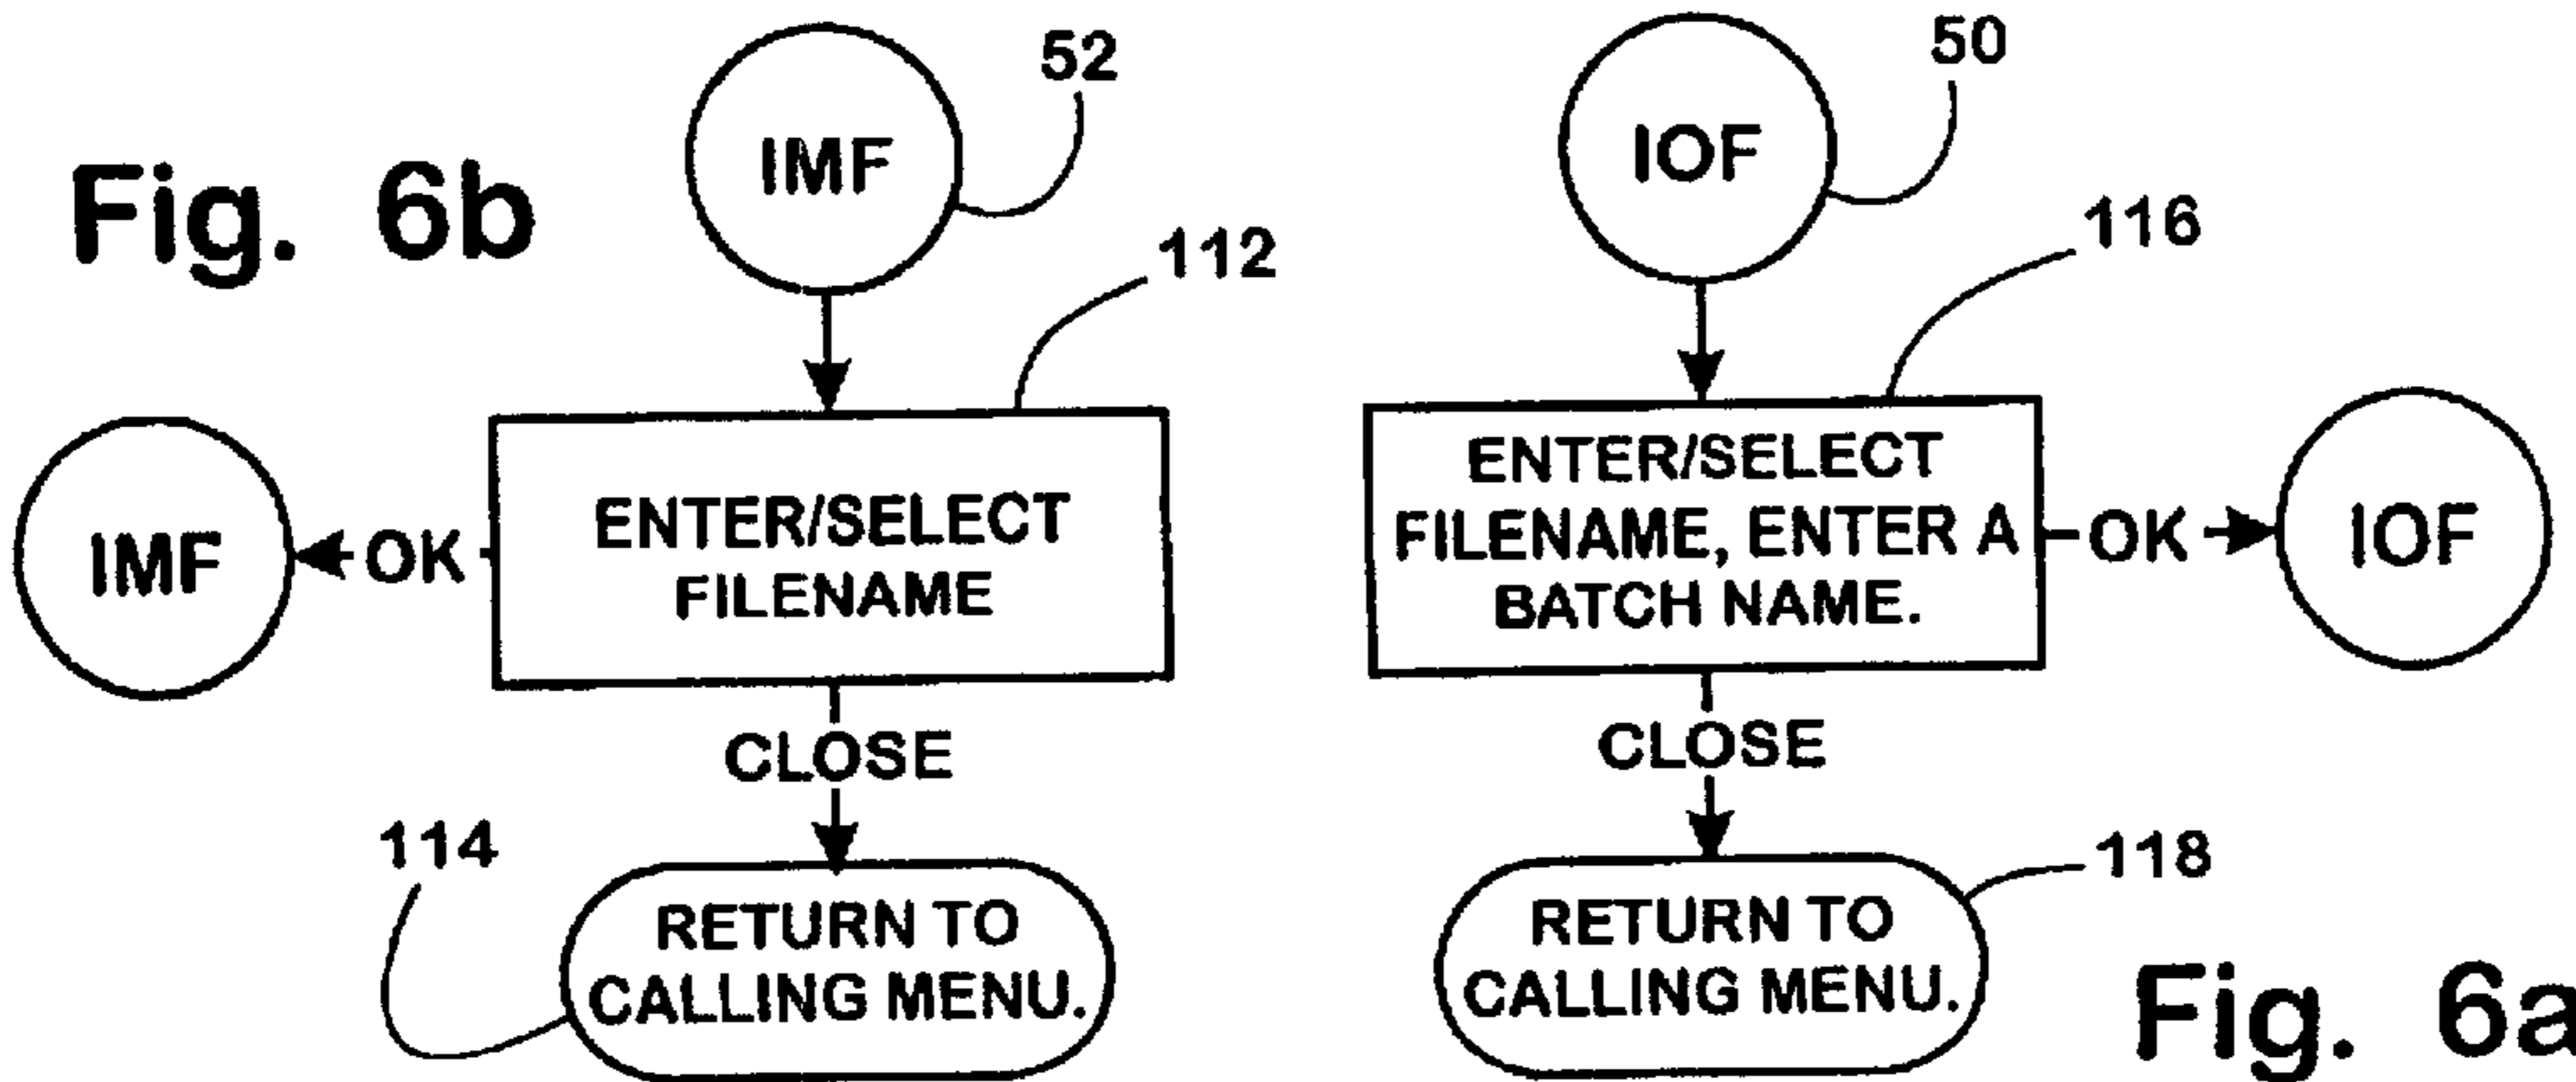 Fig. 6b
IMF
52
112
IMF
OK
ENTER/SELECT
FILENAME
CLOSE
114
RETURN TO
CALLING MENU.
IOF
50
116
ENTER/SELECT
FILENAME, ENTER A
BATCH NAME.
OK
IOF
CLOSE
118
RETURN TO
CALLING MENU.
Fig. 6a